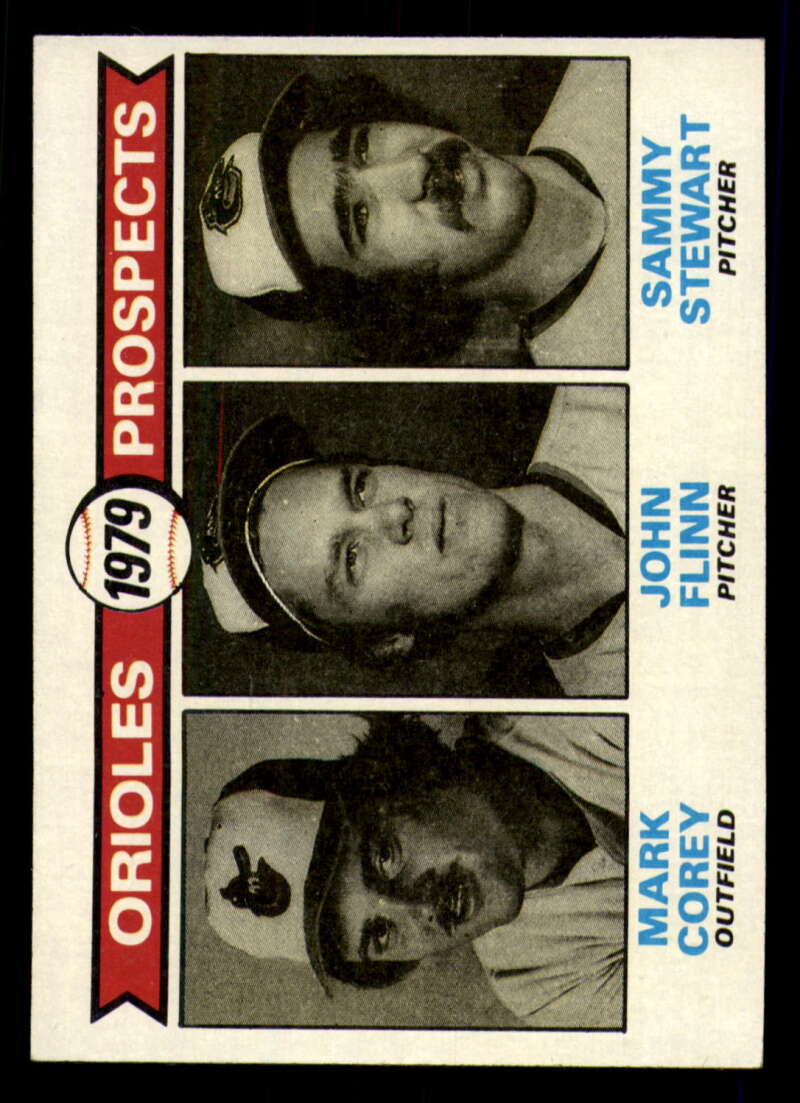 ORIOLES 1979 PROSPECTS
MARK
COREY
OUTFIELD
JOHN
FLINN
PITCHER
SAMMY
STEWART
PITCHER